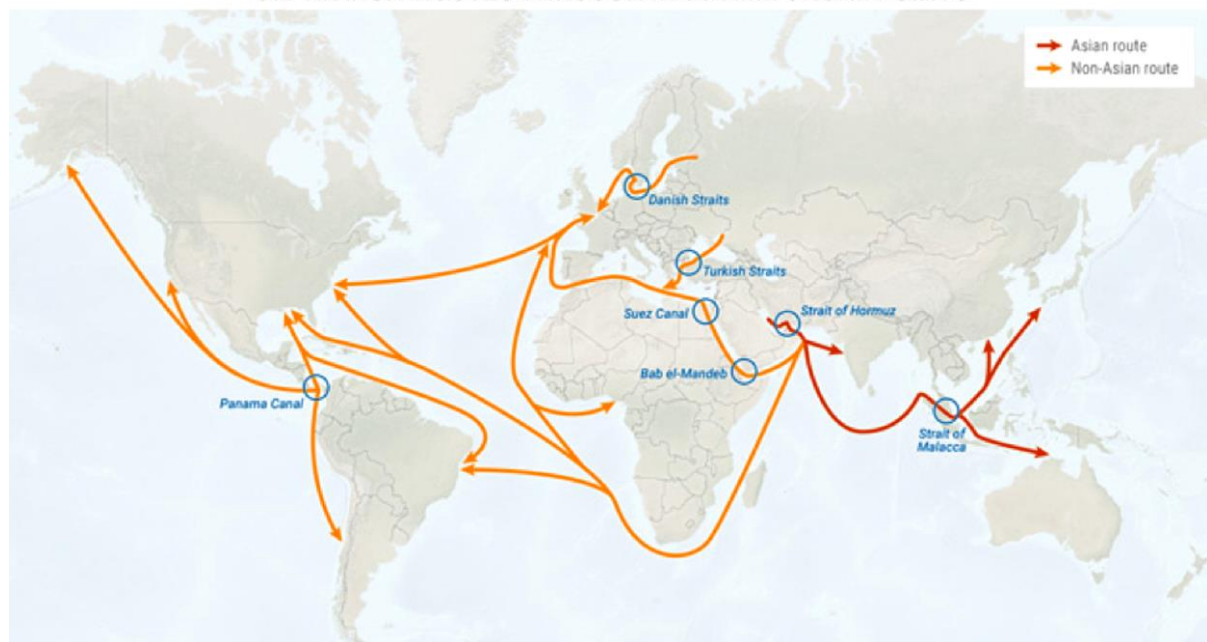 Asian route
Non-Asian route
Danish Straits
Turkish Straits
Suez Canal
Strait of Hormuz
Bab el-Mandeb
Panama Canal
Strait of
Malacca